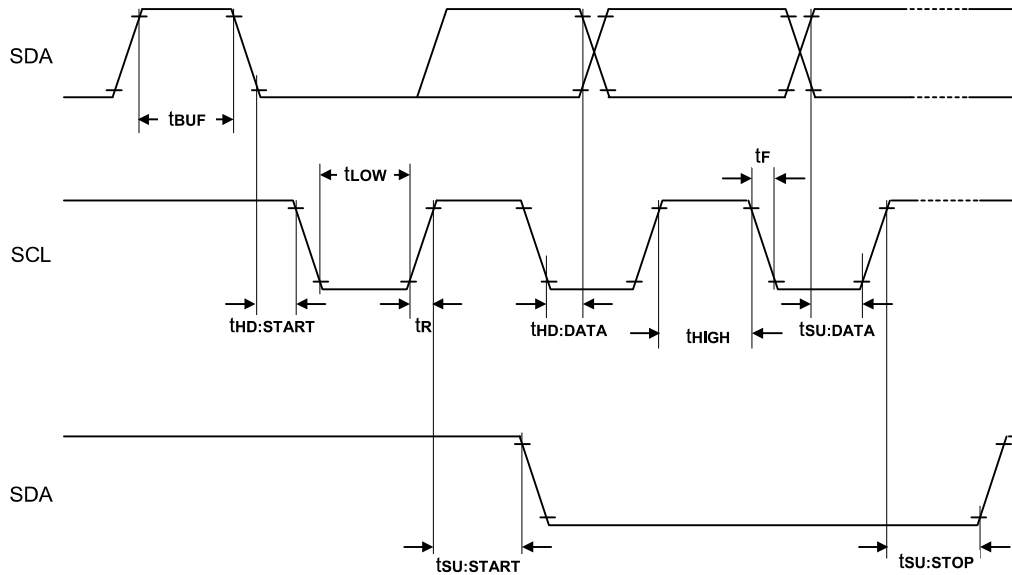 SDA
tBUF
tLOW
tF
SCL
tHD:START
tR
tHD:DATA
tHIGH
tSU:DATA
SDA
tSU:START
tSU:STOP